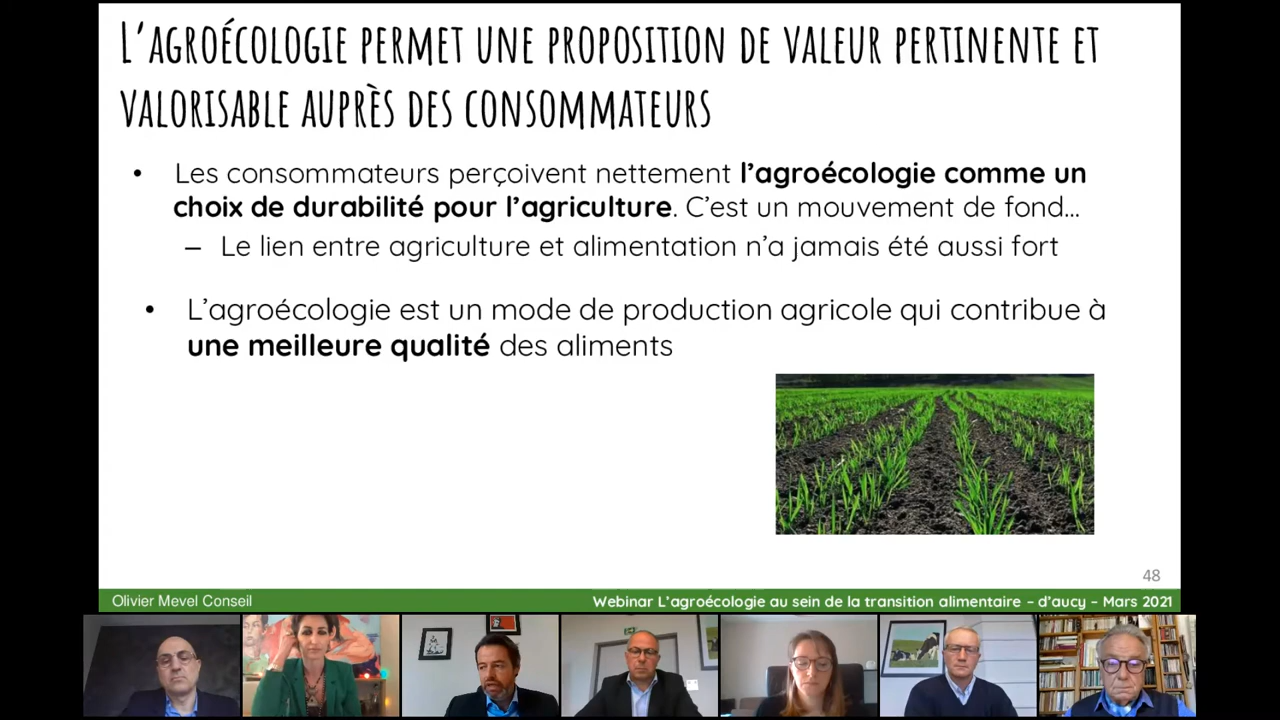 L'AGROÉCOLOGIE PERMET UNE PROPOSITION DE VALEUR PERTINENTE ET
VALORISABLE AUPRÈS DES CONSOMMATEURS
• Les consommateurs perçoivent nettement l'agroécologie comme un
choix de durabilité pour l'agriculture. C'est un mouvement de fond...
– Le lien entre agriculture et alimentation n'a jamais été aussi fort
• L'agroécologie est un mode de production agricole qui contribue à
une meilleure qualité des aliments
48
Olivier Mevel Conseil
Webinar L'agroécologie au sein de la transition alimentaire – d'aucy – Mars 2021